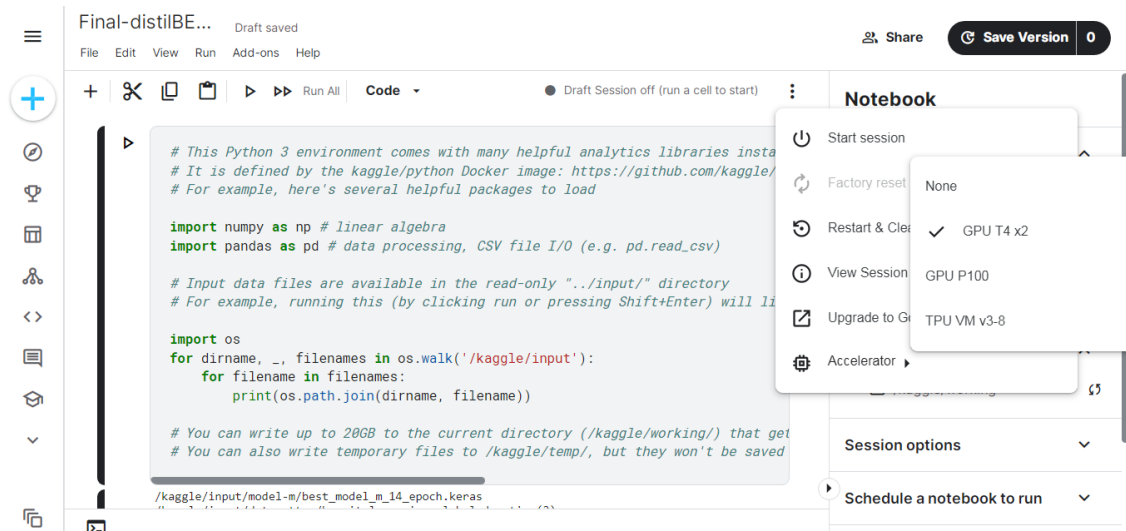 Final-distilBE...
Draft saved
File Edit View Run Add-ons Help
Share
Save Version 0
Run All
Code
Draft Session off (run a cell to start)
Notebook
# This Python 3 environment comes with many helpful analytics libraries insta
# It is defined by the kaggle/python Docker image: https://github.com/kaggle/
# For example, here's several helpful packages to load
import numpy as np # linear algebra
import pandas as pd # data processing, CSV file I/O (e.g. pd.read_csv)
# Input data files are available in the read-only "../input/" directory
# For example, running this (by clicking run or pressing Shift+Enter) will li
import os
for dirname, _, filenames in os.walk('/kaggle/input'):
for filename in filenames:
print(os.path.join(dirname, filename))
# You can write up to 20GB to the current directory (/kaggle/working/) that get
# You can also write temporary files to /kaggle/temp/, but they won't be saved
/kaggle/input/model-m/best_model_m_14_epoch.keras
Start session
Factory reset
Restart & Clea
View Session
Upgrade to Go
Accelerator
None
GPU T4 x2
GPU P100
TPU VM v3-8
Session options
Schedule a notebook to run